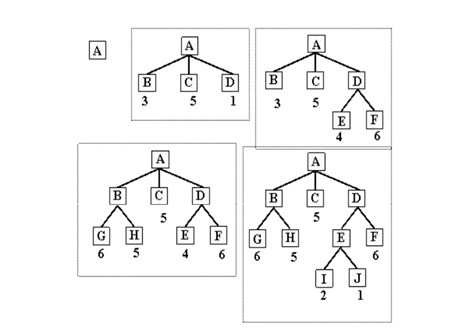 A
A
B C D
3 5 1
A
B C D
3 5
E F
4 6
A
B C D
5
G H E F
6 5 4 6
A
B C D
5
G H E F
6 5 6
I J
2 1